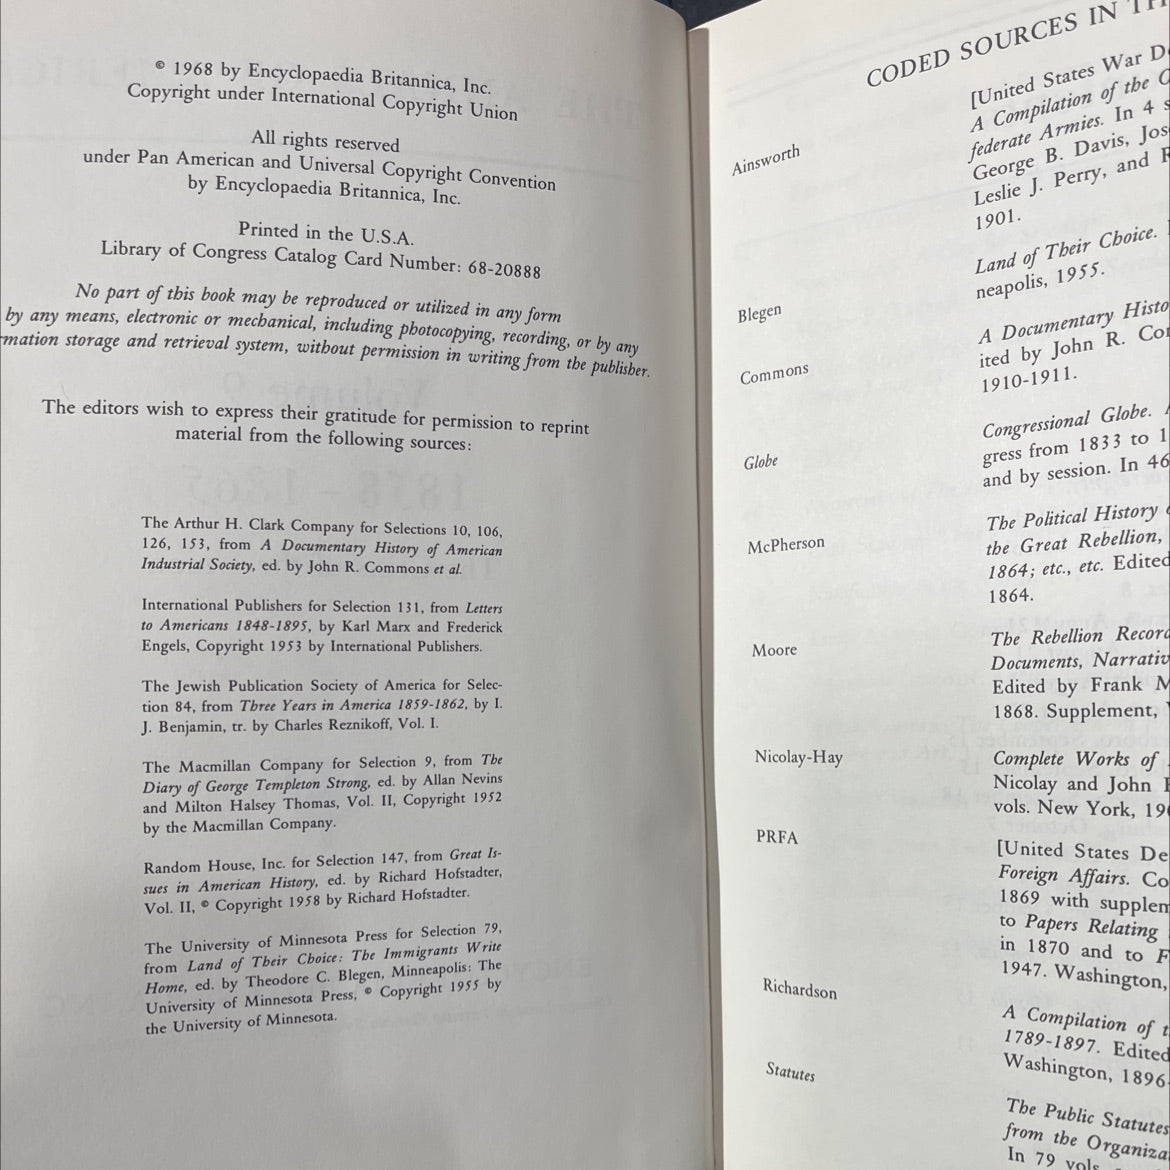 © 1968 by Encyclopaedia Britannica, Inc.
Copyright under International Copyright Union
All rights reserved
under Pan American and Universal Copyright Convention
by Encyclopaedia Britannica, Inc.
Printed in the U.S.A.
Library of Congress Catalog Card Number: 68-20888
No part of this book may be reproduced or utilized in any form
by any means, electronic or mechanical, including photocopying, recording, or by any
mation storage and retrieval system, without permission in writing from the publisher.
The editors wish to express their gratitude for permission to reprint
material from the following sources:
The Arthur H. Clark Company for Selections 10, 106,
126, 153, from A Documentary History of American
Industrial Society, ed. by John R. Commons et al.
International Publishers for Selection 131, from Letters
to Americans 1848-1895, by Karl Marx and Frederick
Engels, Copyright 1953 by International Publishers.
The Jewish Publication Society of America for Selec-
tion 84, from Three Years in America 1859-1862, by I.
J. Benjamin, tr. by Charles Reznikoff, Vol. I.
The Macmillan Company for Selection 9, from The
Diary of George Templeton Strong, ed. by Allan Nevins
and Milton Halsey Thomas, Vol. II, Copyright 1952
by the Macmillan Company.
Random House, Inc. for Selection 147, from Great Is-
sues in American History, ed. by Richard Hofstadter,
Vol. II, © Copyright 1958 by Richard Hofstadter.
The University of Minnesota Press for Selection 79,
from Land of Their Choice: The Immigrants Write
Home, ed. by Theodore C. Blegen, Minneapolis: The
University of Minnesota Press, © Copyright 1955 by
the University of Minnesota.
CODED SOURCES IN
Ainsworth
[United States War
A Compilation of the
federate Armies. In 4
George B. Davis,
Leslie J. Perry, and
1901.
Blegen
Land of Their Choice.
neapolis, 1955.
Commons
A Documentary
ited by John R.
1910-1911.
Globe
Congressional Globe.
gress from 1833 to
and by session. In 46
McPherson
The Political History
the Great Rebellion,
1864; etc., etc. Edited
1864.
Moore
The Rebellion
Documents,
Edited by Frank
1868. Supplement,
Nicolay-Hay
Complete Works of
Nicolay and John
vols. New York,
PRFA
[United States
Foreign Affairs.
1869 with
to Papers Relating
in 1870 and to
1947. Washington,
Richardson
A Compilation of
1789-1897. Edited
Washington, 1896-
Statutes
The Public Statutes
from the
In 79 vols.